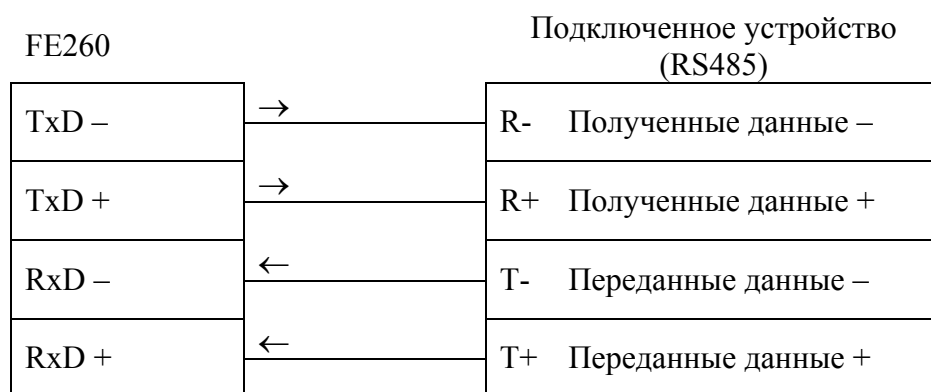 FE260
Подключенное устройство
(RS485)
TxD – → R- Полученные данные –
TxD + → R+ Полученные данные +
RxD – ← T- Переданные данные –
RxD + ← T+ Переданные данные +